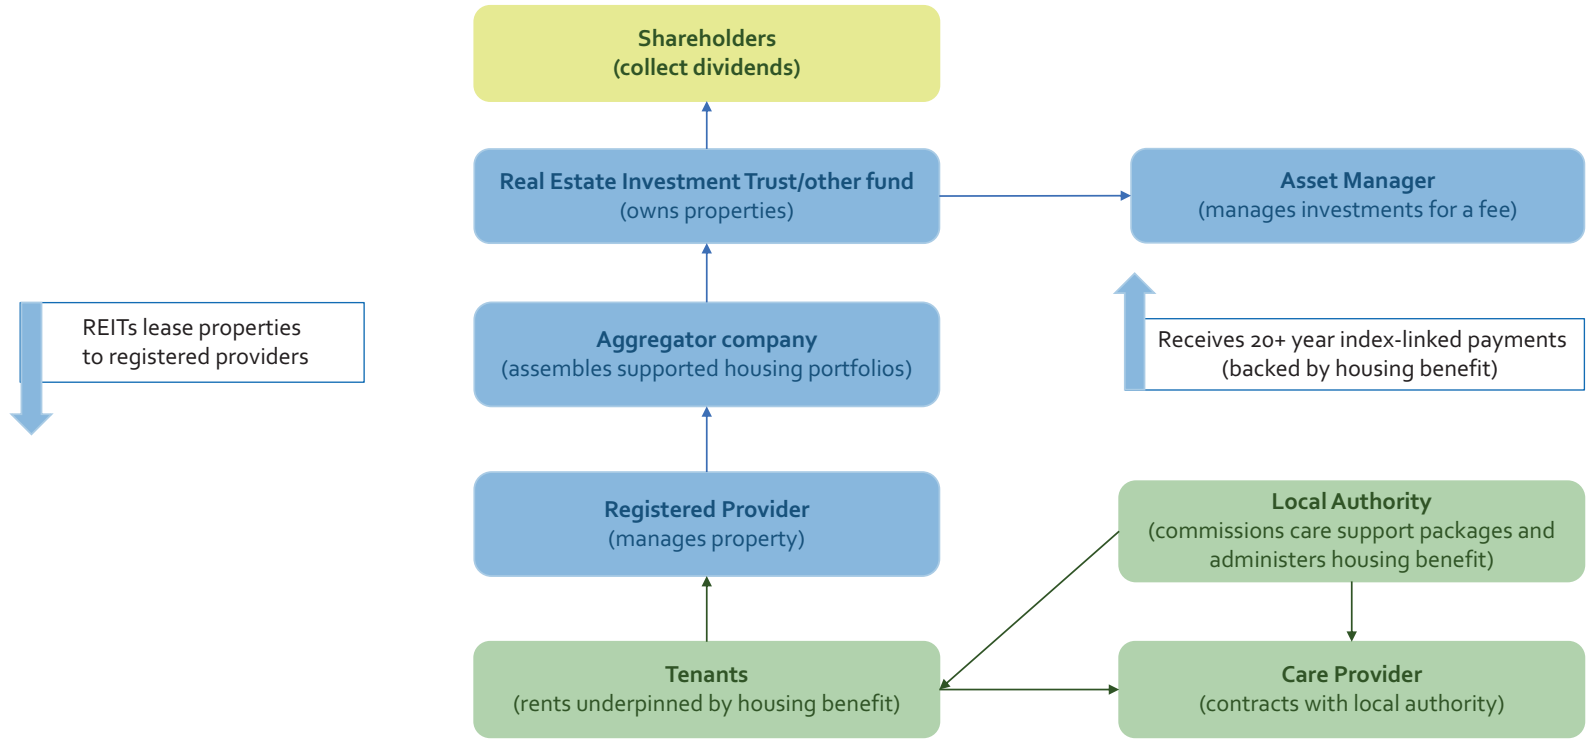 Shareholders
(collect dividends)
Real Estate Investment Trust/other fund
(owns properties)
Asset Manager
(manages investments for a fee)
REITs lease properties
to registered providers
Aggregator company
(assembles supported housing portfolios)
Receives 20+ year index-linked payments
(backed by housing benefit)
Registered Provider
(manages property)
Local Authority
(commissions care support packages and
administers housing benefit)
Tenants
(rents underpinned by housing benefit)
Care Provider
(contracts with local authority)